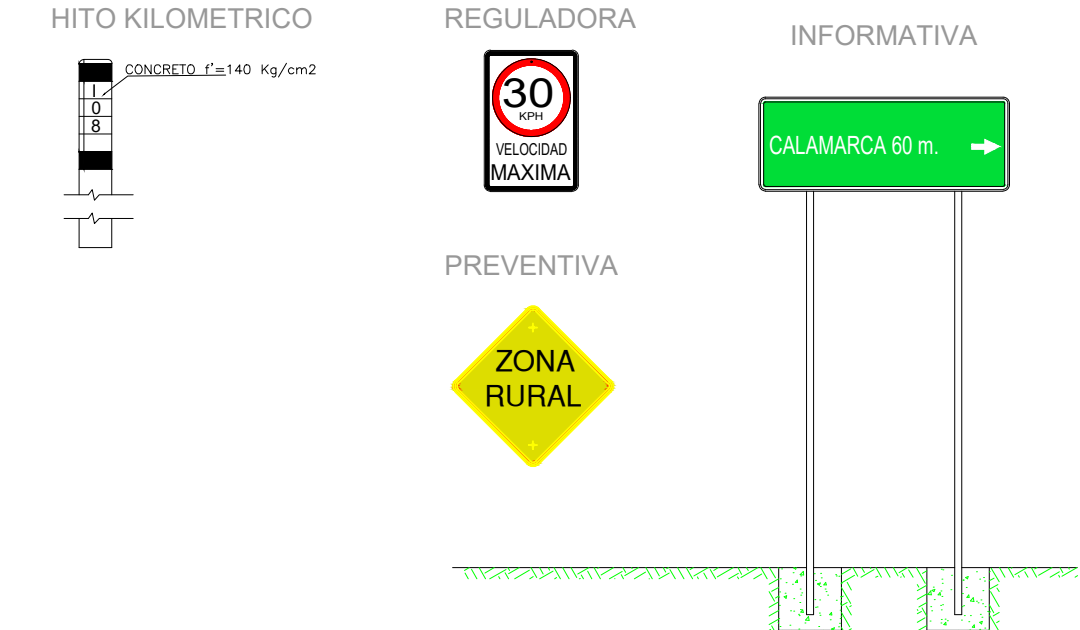 HITO KILOMETRICO
CONCRETO f'=140 Kg/cm2
I
0
8
REGULADORA
30
KPH
VELOCIDAD
MAXIMA
PREVENTIVA
ZONA
RURAL
INFORMATIVA
CALAMARCA 60 m.